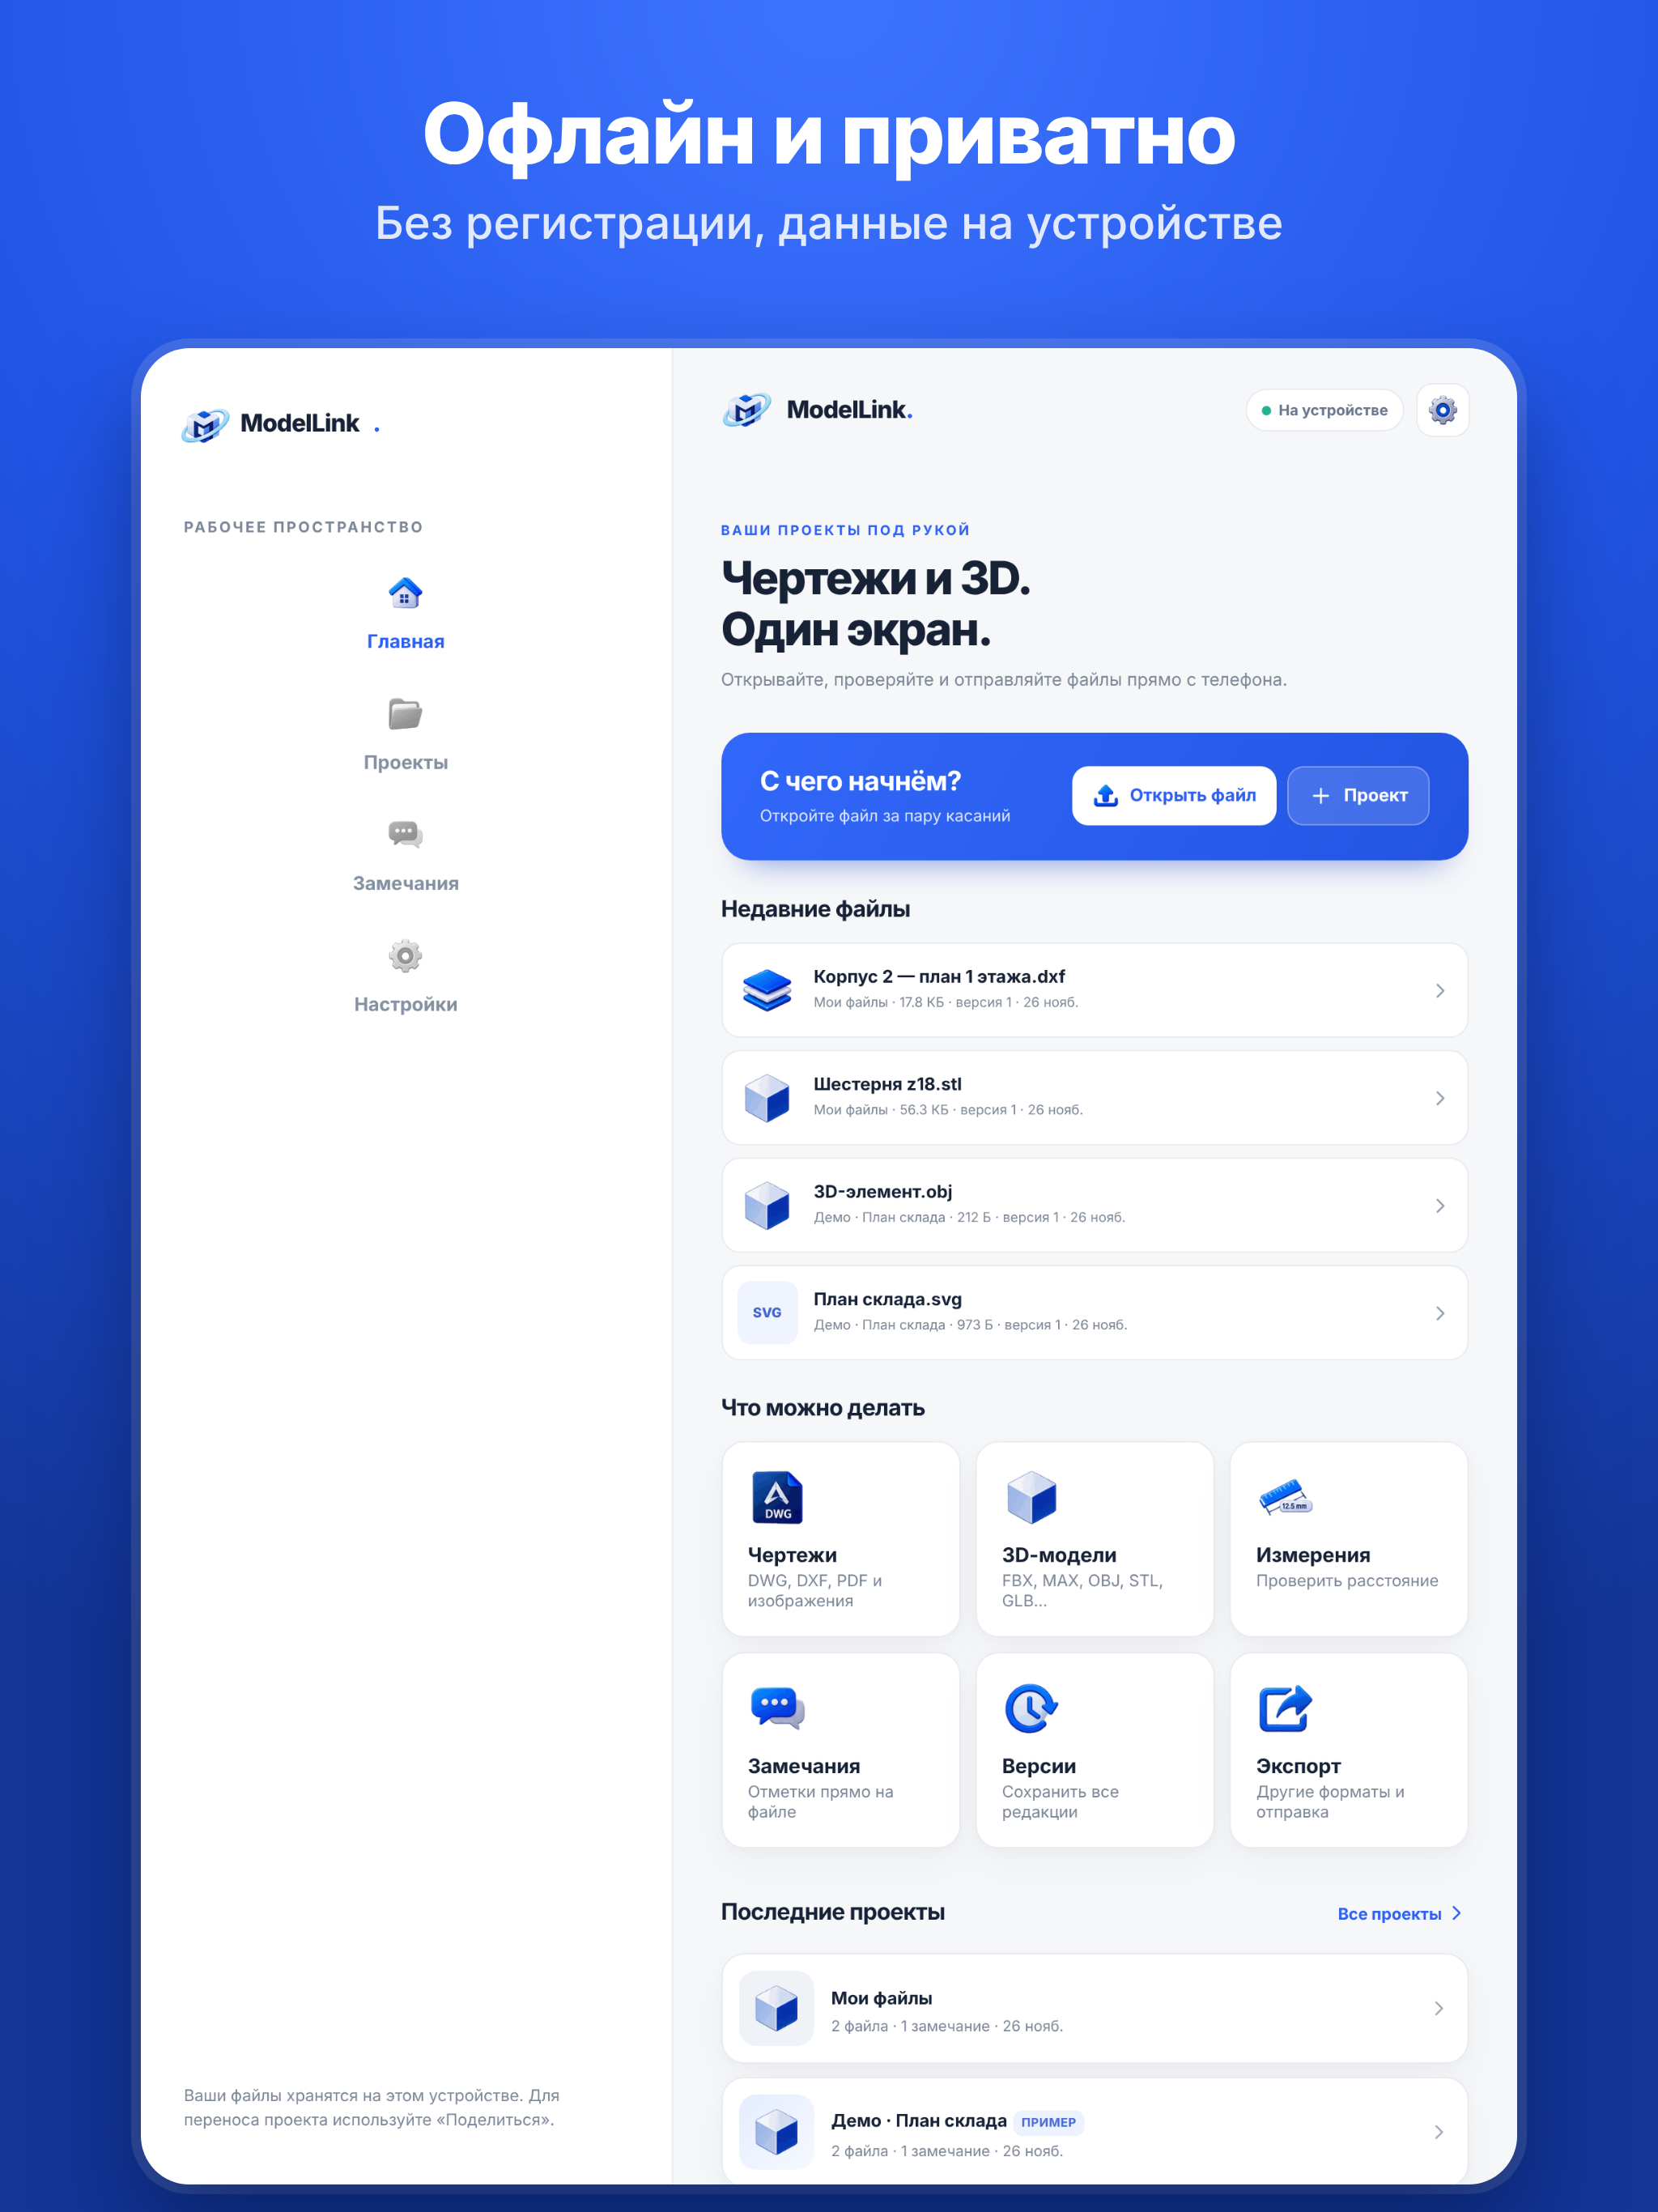 Офлайн и приватно
Без регистрации, данные на устройстве
ModelLink .
РАБОЧЕЕ ПРОСТРАНСТВО
Главная
Проекты
Замечания
Настройки
Ваши файлы хранятся на этом устройстве. Для
переноса проекта используйте «Поделиться».
ModelLink.
На устройстве
ВАШИ ПРОЕКТЫ ПОД РУКОЙ
Чертежи и 3D.
Один экран.
Открывайте, проверяйте и отправляйте файлы прямо с телефона.
С чего начнём?
Откройте файл за пару касаний
Открыть файл
Проект
Недавние файлы
Корпус 2 — план 1 этажа.dxf
Мои файлы · 17.8 КБ · версия 1 · 26 нояб.
Шестерня z18.stl
Мои файлы · 56.3 КБ · версия 1 · 26 нояб.
3D-элемент.obj
Демо · План склада · 212 Б · версия 1 · 26 нояб.
SVG
План склада.svg
Демо · План склада · 973 Б · версия 1 · 26 нояб.
Что можно делать
DWG
Чертежи
DWG, DXF, PDF и
изображения
3D-модели
FBX, MAX, OBJ, STL,
GLB...
12.5 mm
Измерения
Проверить расстояние
Замечания
Отметки прямо на
файле
Версии
Сохранить все
редакции
Экспорт
Другие форматы и
отправка
Последние проекты
Все проекты
Мои файлы
2 файла · 1 замечание · 26 нояб.
Демо · План склада ПРИМЕР
2 файла · 1 замечание · 26 нояб.